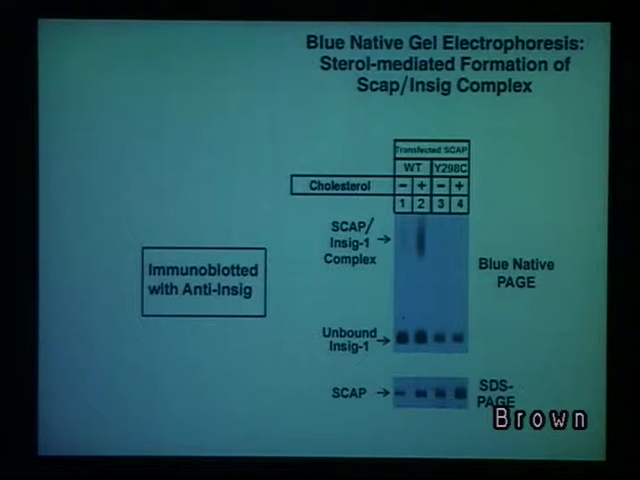 Blue Native Gel Electrophoresis:
Sterol-mediated Formation of
Scap/Insig Complex
Transfected SCAP
WT Y298C
Cholesterol − + − +
1 2 3 4
SCAP/
Insig-1
Complex
Immunoblotted
with Anti-Insig
Blue Native
PAGE
Unbound
Insig-1
SCAP
SDS-
PAGE
Brown